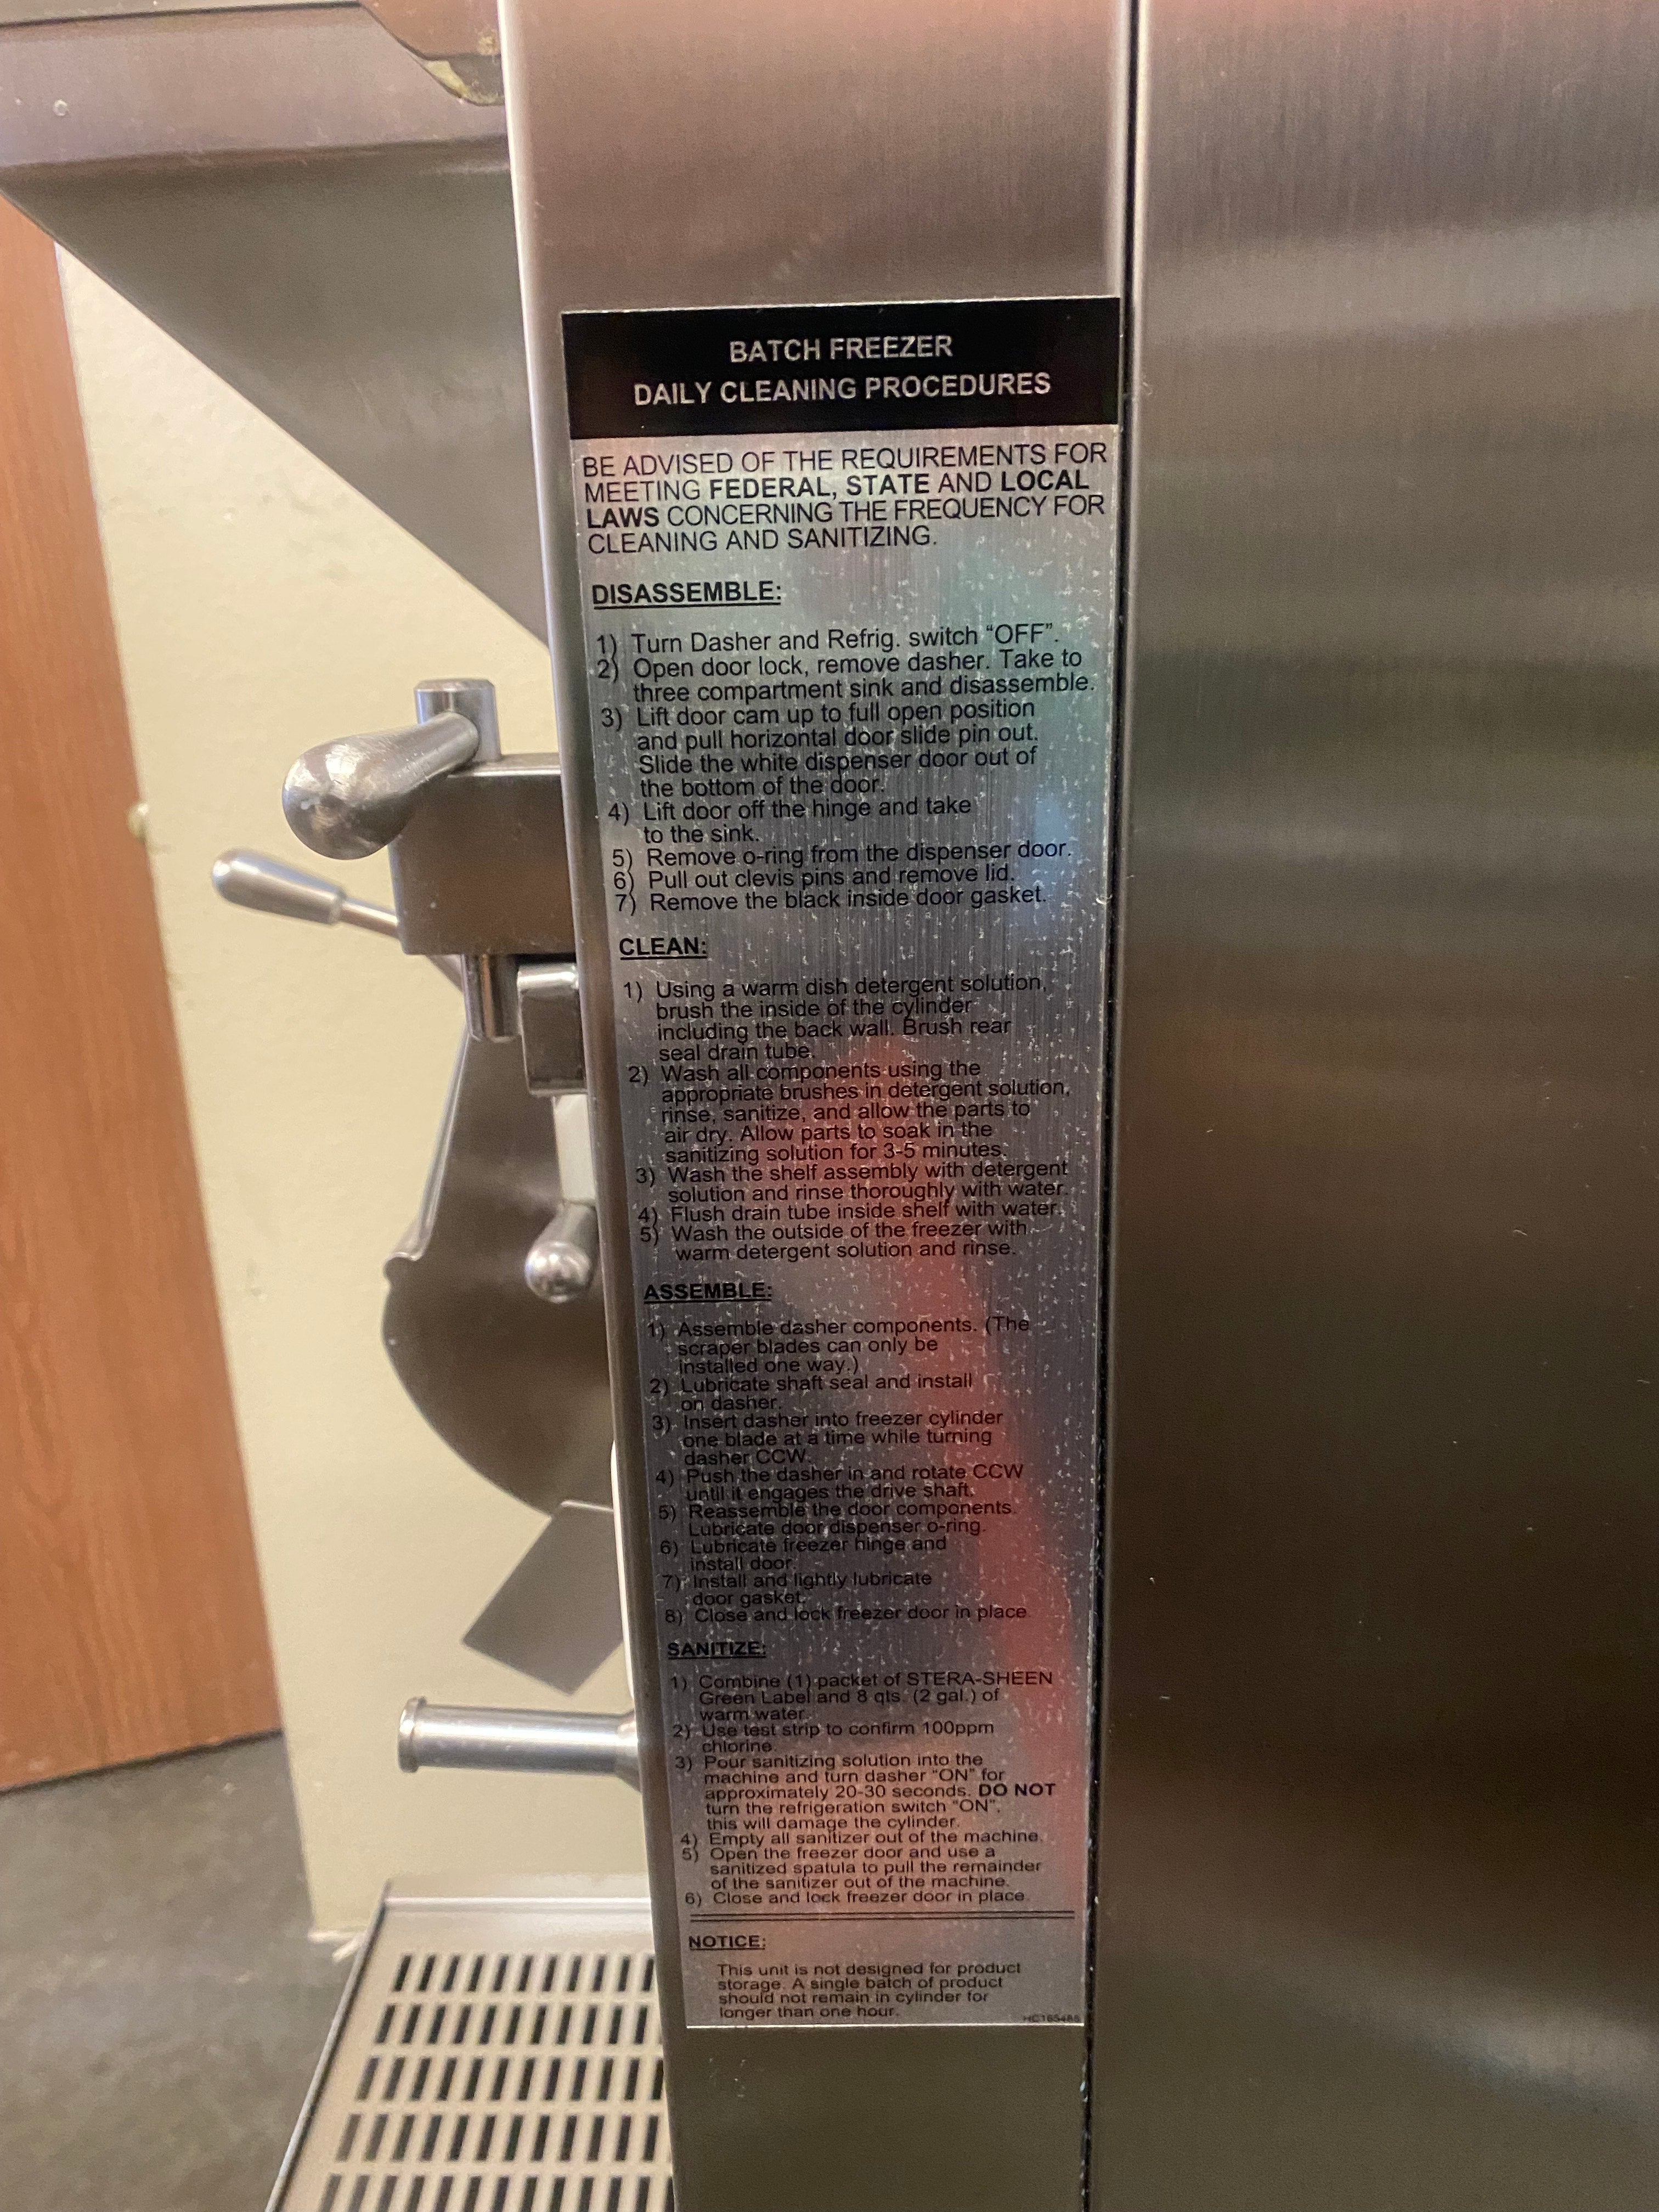 BATCH FREEZER
DAILY CLEANING PROCEDURES
BE ADVISED OF THE REQUIREMENTS FOR
MEETING FEDERAL, STATE AND LOCAL
LAWS CONCERNING THE FREQUENCY FOR
CLEANING AND SANITIZING.
DISASSEMBLE:
1) Turn Dasher and Refrig. switch “OFF”.
2) Open door lock, remove dasher. Take to
three compartment sink and disassemble.
3) Lift door cam up to full open position
and pull horizontal door slide pin out.
Slide the white dispenser door out of
the bottom of the door.
4) Lift door off the hinge and take
to the sink.
5) Remove o-ring from the dispenser door.
6) Pull out clevis pins and remove lid.
7) Remove the black inside door gasket.
CLEAN:
1) Using a warm dish detergent solution,
brush the inside of the cylinder
including the back wall. Brush rear
seal drain tube.
2) Wash all components using the
appropriate brushes in detergent solution,
rinse, sanitize, and allow the parts to
air dry. Allow parts to soak in the
sanitizing solution for 3-5 minutes.
3) Wash the shelf assembly with detergent
solution and rinse thoroughly with water.
4) Flush drain tube inside shelf with water.
5) Wash the outside of the freezer with
warm detergent solution and rinse.
ASSEMBLE:
1) Assemble dasher components. (The
scraper blades can only be
installed one way.)
2) Lubricate shaft seal and install
on dasher.
3) Insert dasher into freezer cylinder
one blade at a time while turning
dasher CCW.
4) Push the dasher in and rotate CCW
until it engages the drive shaft.
5) Reassemble the door components.
Lubricate door dispenser o-ring.
6) Lubricate freezer hinge and
install door.
7) Install and lightly lubricate
door gasket.
8) Close and lock freezer door in place.
SANITIZE:
1) Combine (1) packet of STERA-SHEEN
Green Label and 8 qts. (2 gal.) of
warm water.
2) Use test strip to confirm 100ppm
chlorine.
3) Pour sanitizing solution into the
machine and turn dasher “ON” for
approximately 20-30 seconds. DO NOT
turn the refrigeration switch “ON”,
this will damage the cylinder.
4) Empty all sanitizer out of the machine.
5) Open the freezer door and use a
sanitized spatula to pull the remainder
of the sanitizer out of the machine.
6) Close and lock freezer door in place.
NOTICE:
This unit is not designed for product
storage. A single batch of product
should not remain in cylinder for
longer than one hour.